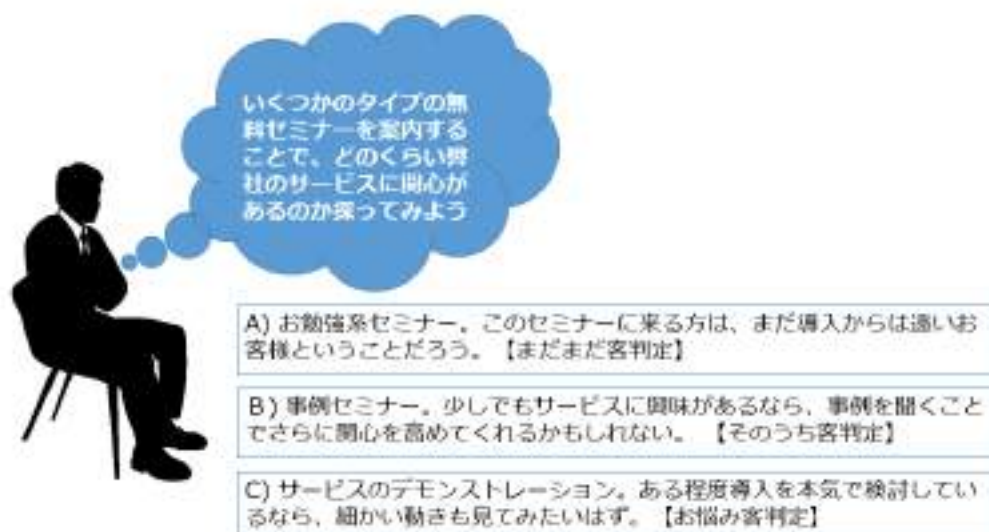 いくつかのタイプの無
料セミナーを案内する
ことで、どのくらい弊
社のサービスに関心が
あるのか探ってみよう
A) お勉強系セミナー。このセミナーに来る方は、まだ導入からは遠いお
客様ということだろう。【まだまだ客判定】
B) 事例セミナー。少しでもサービスに興味があるなら、事例を聞くこと
でさらに関心を高めてくれるかもしれない。 【そのうち客判定】
C) サービスのデモンストレーション。ある程度導入を本気で検討してい
るなら、細かい動きも見てみたいはず。【お悩み客判定】